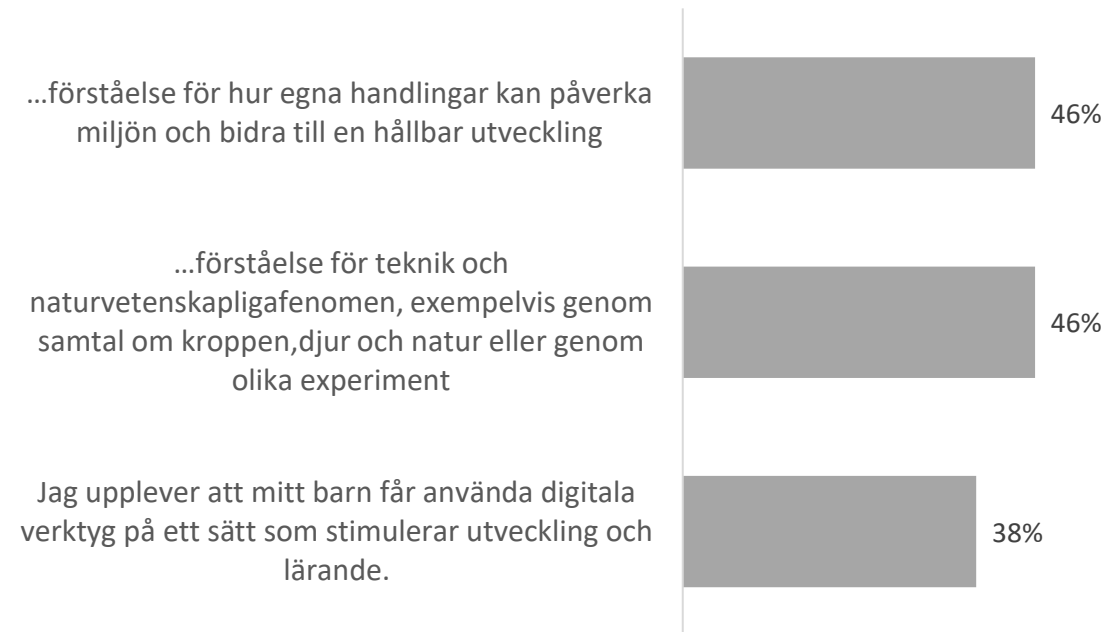 ...förståelse för hur egna handlingar kan påverka
miljön och bidra till en hållbar utveckling
46%
...förståelse för teknik och
naturvetenskapligafenomen, exempelvis genom
samtal om kroppen,djur och natur eller genom
olika experiment
46%
Jag upplever att mitt barn får använda digitala
verktyg på ett sätt som stimulerar utveckling och
lärande.
38%